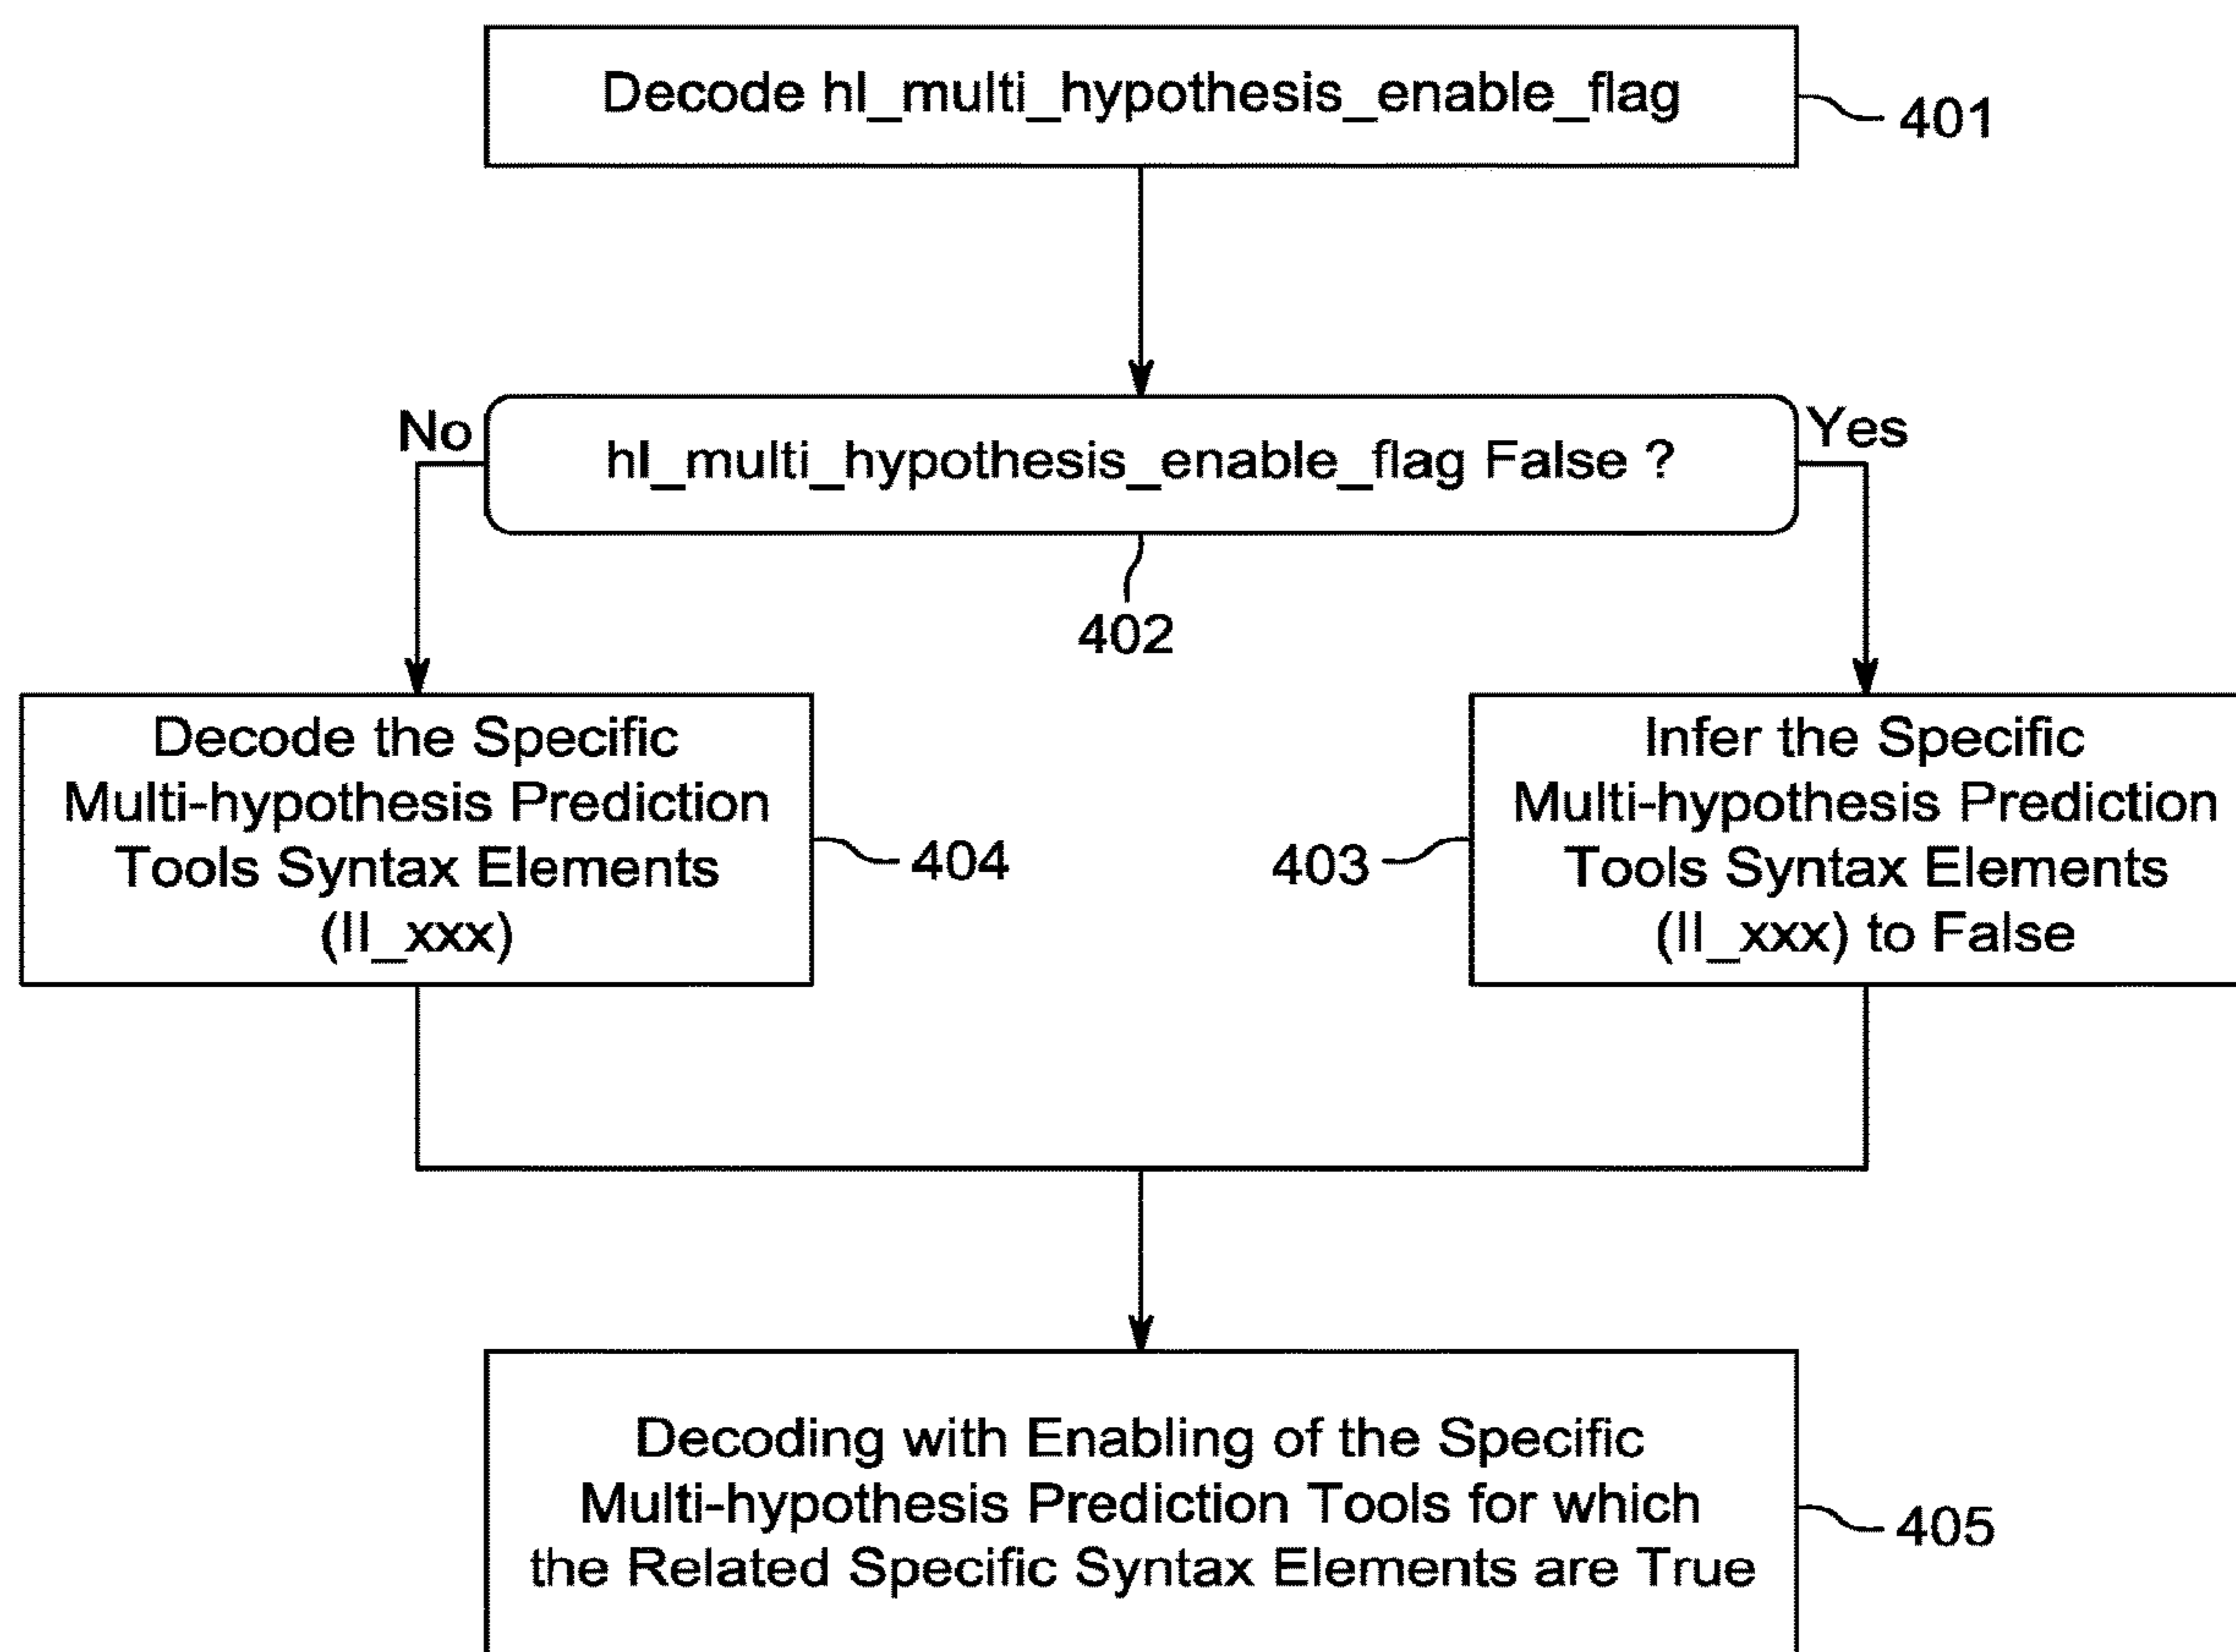 Decode hl_multi_hypothesis_enable_flag
401
No
hl_multi_hypothesis_enable_flag False ?
Yes
402
Decode the Specific
Multi-hypothesis Prediction
Tools Syntax Elements
(ll_xxx)
404
403
Infer the Specific
Multi-hypothesis Prediction
Tools Syntax Elements
(ll_xxx) to False
Decoding with Enabling of the Specific
Multi-hypothesis Prediction Tools for which
the Related Specific Syntax Elements are True
405